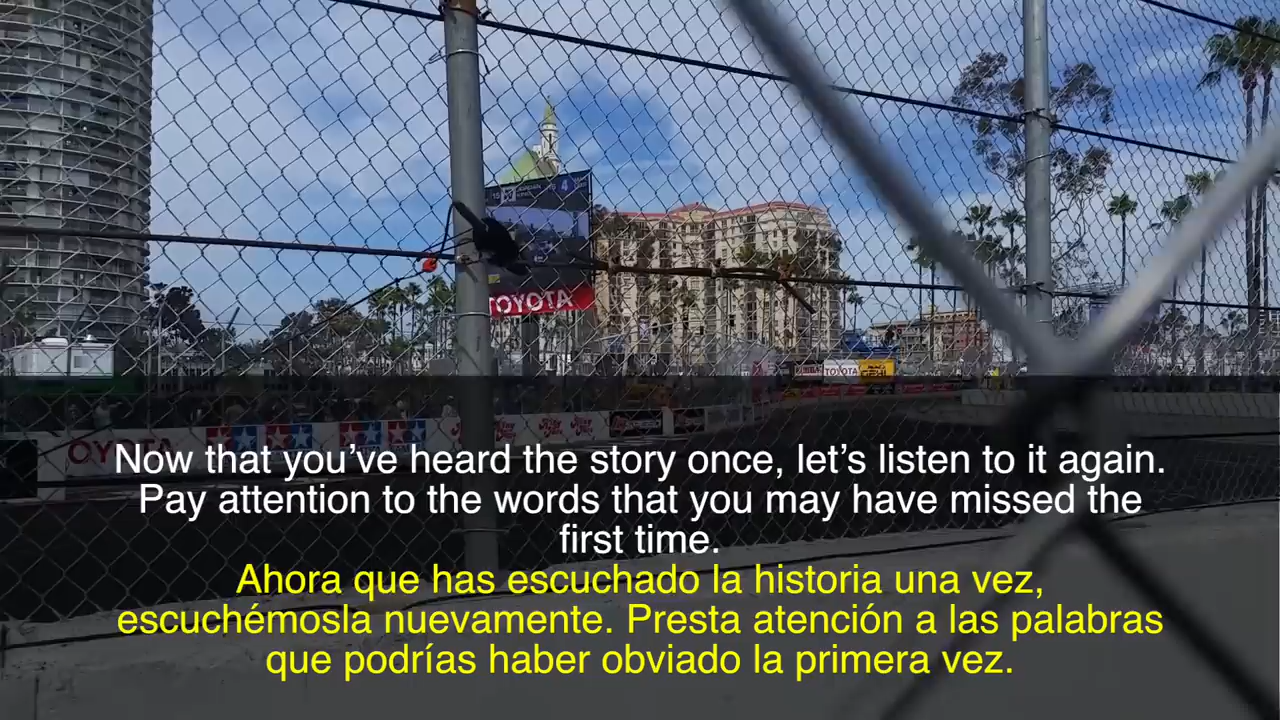 TOYOTA
TOYOTA
OYOTA
Now that you’ve heard the story once, let’s listen to it again.
Pay attention to the words that you may have missed the
first time.
Ahora que has escuchado la historia una vez,
escuchémosla nuevamente. Presta atención a las palabras
que podrías haber obviado la primera vez.